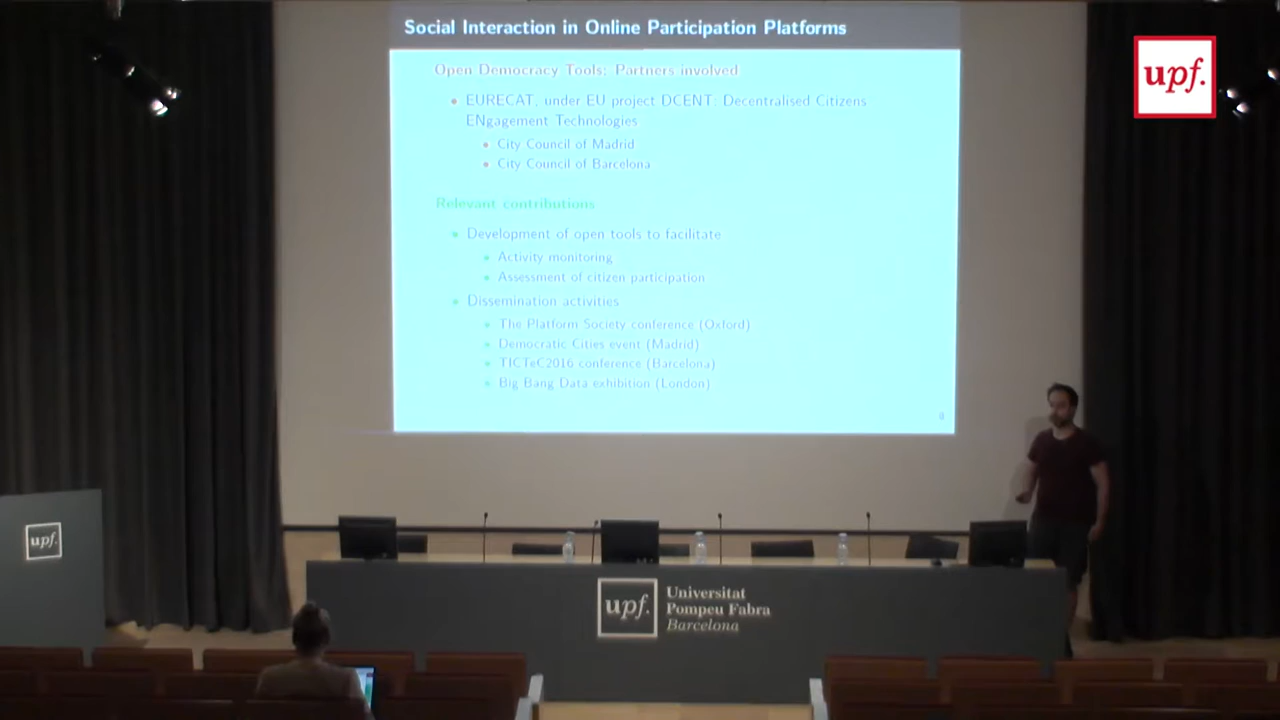 Social Interaction in Online Participation Platforms
Open Democracy Tools: Partners involved
EURECAT, under EU project DCENT: Decentralised Citizens
ENgagement Technologies
City Council of Madrid
City Council of Barcelona
Relevant contributions
Development of open tools to facilitate
Activity monitoring
Assessment of citizen participation
Dissemination activities
The Platform Society conference (Oxford)
Democratic Cities event (Madrid)
TICTeC2016 conference (Barcelona)
Big Bang Data exhibition (London)
upf.
upf.
upf.
Universitat
Pompeu Fabra
Barcelona